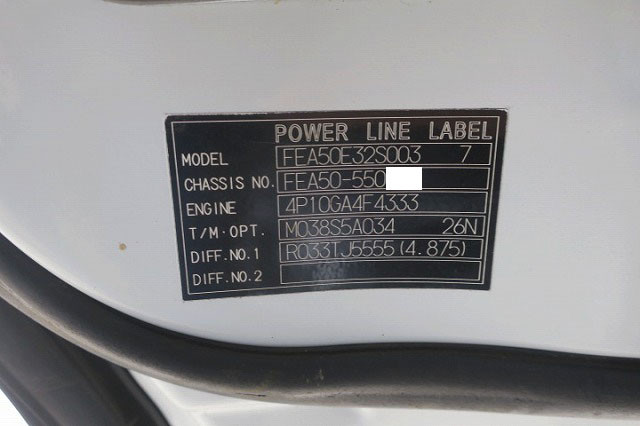 POWER LINE LABEL
MODEL FEA50E32S003 7
CHASSIS NO. FEA50-550
ENGINE 4P10GA4F4333
T/M·OPT. M038S5A034 26N
DIFF.NO.1 R033TJ5555(4.875)
DIFF.NO.2